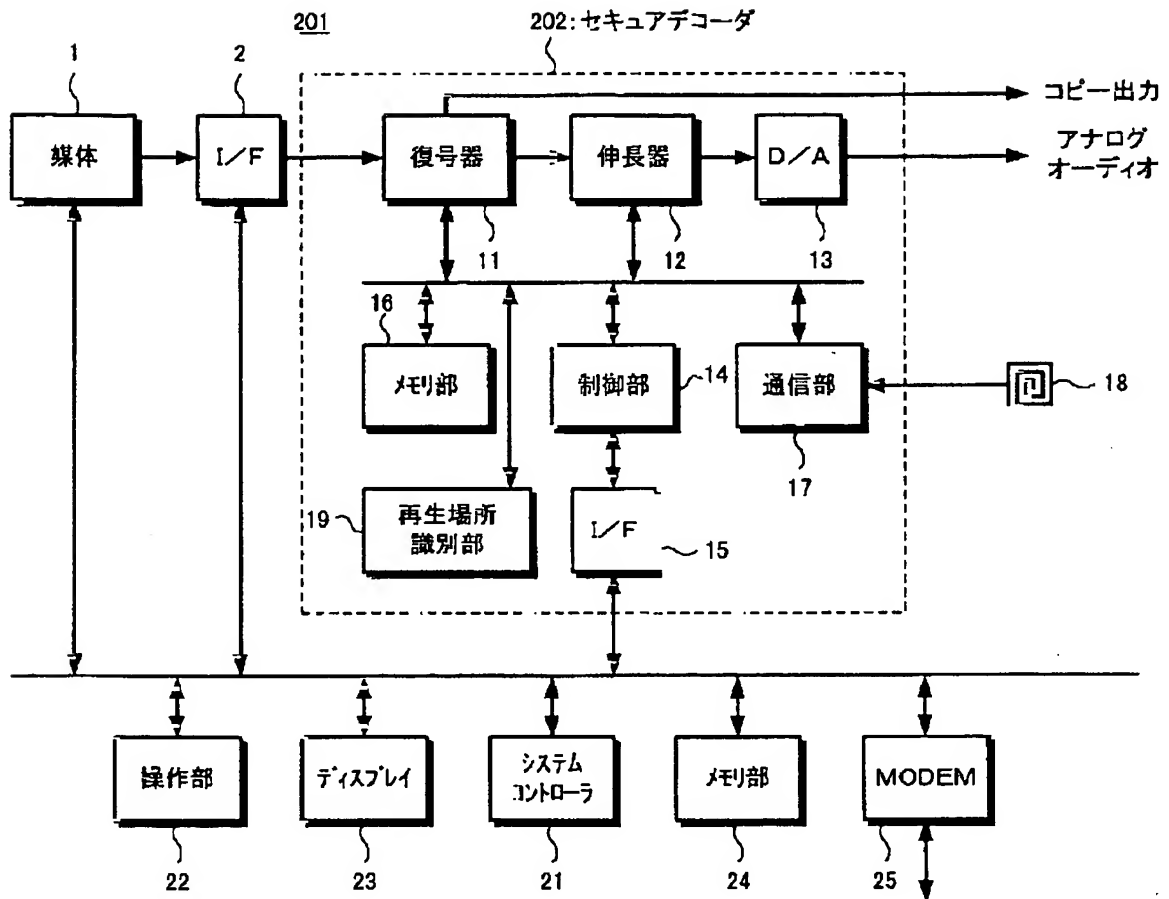 201
202:セキュアデコーダ
1
2
コピー出力
媒体
I/F
復号器
伸長器
D/A
アナログ
オーディオ
11
12
13
16
メモリ部
制御部
14
通信部
18
17
19
再生場所
識別部
I/F
15
操作部
ディスプレイ
システム
コントローラ
メモリ部
MODEM
22
23
21
24
25